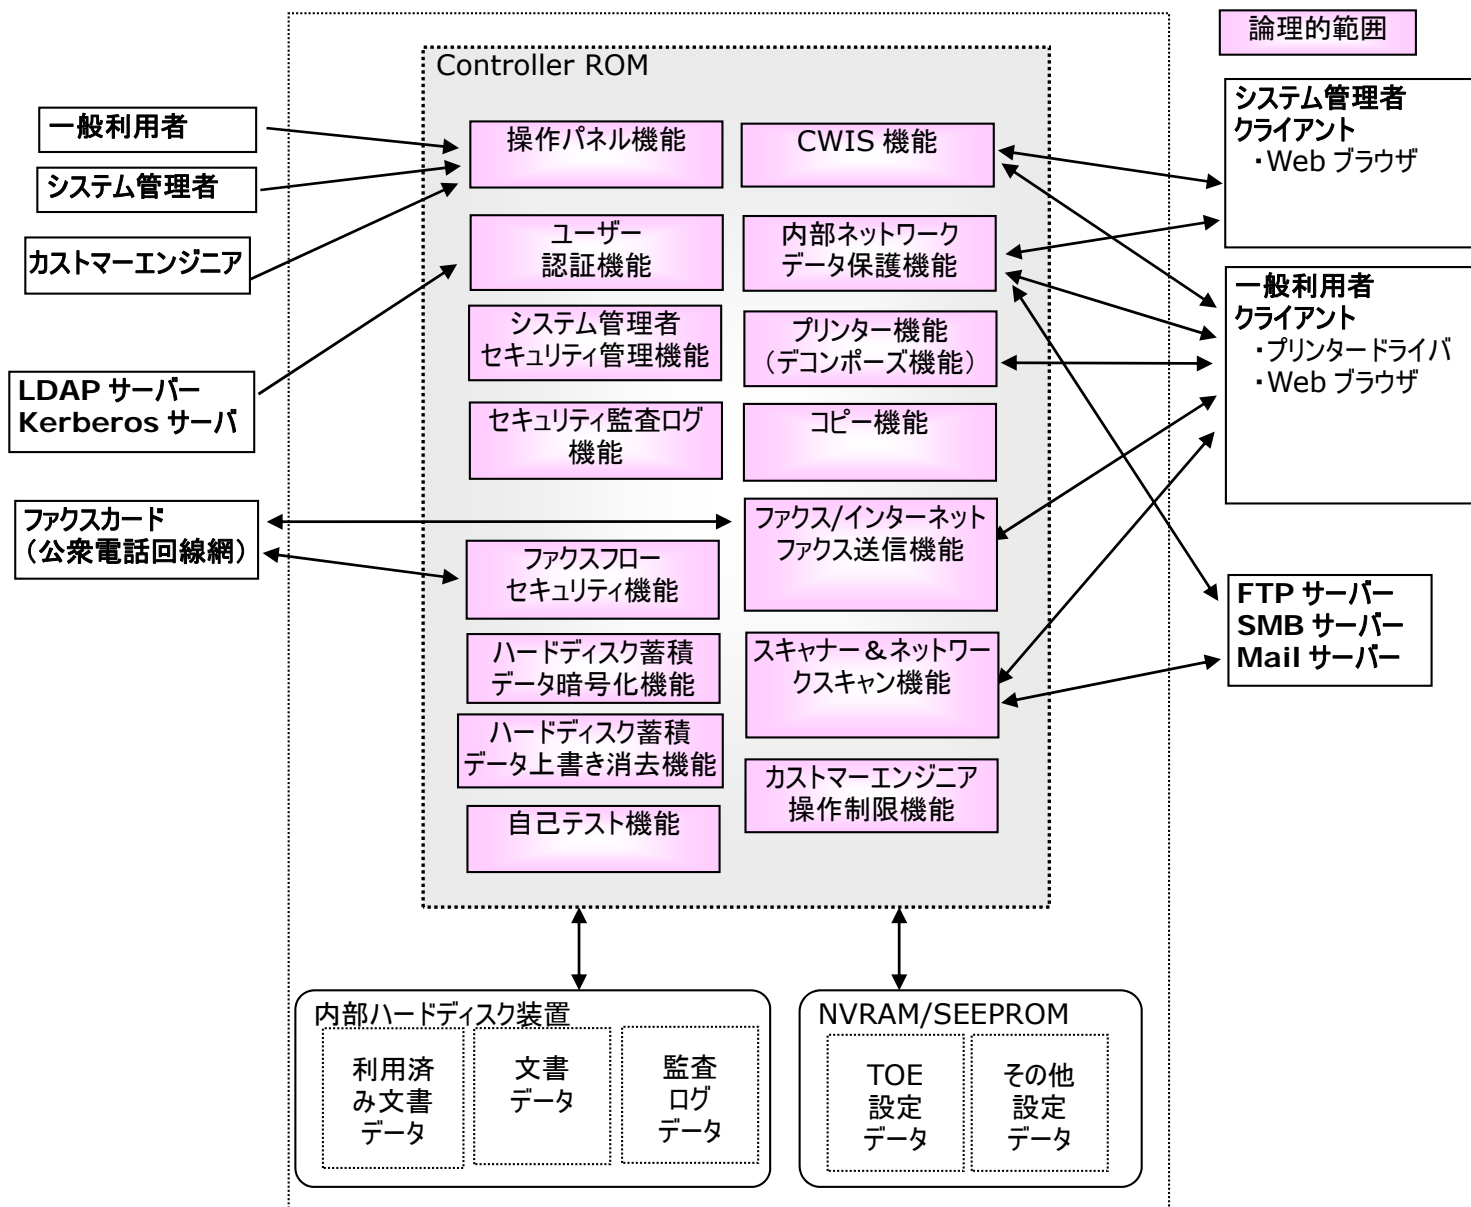 論理的範囲
Controller ROM
一般利用者
システム管理者
カストマーエンジニア
LDAP サーバー
Kerberos サーバ
ファクスカード
（公衆電話回線網）
操作パネル機能
ユーザー
認証機能
システム管理者
セキュリティ管理機能
セキュリティ監査ログ
機能
ファクスフロー
セキュリティ機能
ハードディスク蓄積
データ暗号化機能
ハードディスク蓄積
データ上書き消去機能
自己テスト機能
CWIS 機能
内部ネットワーク
データ保護機能
プリンター機能
（デコンポーズ機能）
コピー機能
ファクス/インターネット
ファクス送信機能
スキャナー＆ネットワー
クスキャン機能
カストマーエンジニア
操作制限機能
システム管理者
クライアント
・Web ブラウザ
一般利用者
クライアント
・プリンタードライバ
・Web ブラウザ
FTP サーバー
SMB サーバー
Mail サーバー
内部ハードディスク装置
利用済
み文書
データ
文書
データ
監査
ログ
データ
NVRAM/SEEPROM
TOE
設定
データ
その他
設定
データ